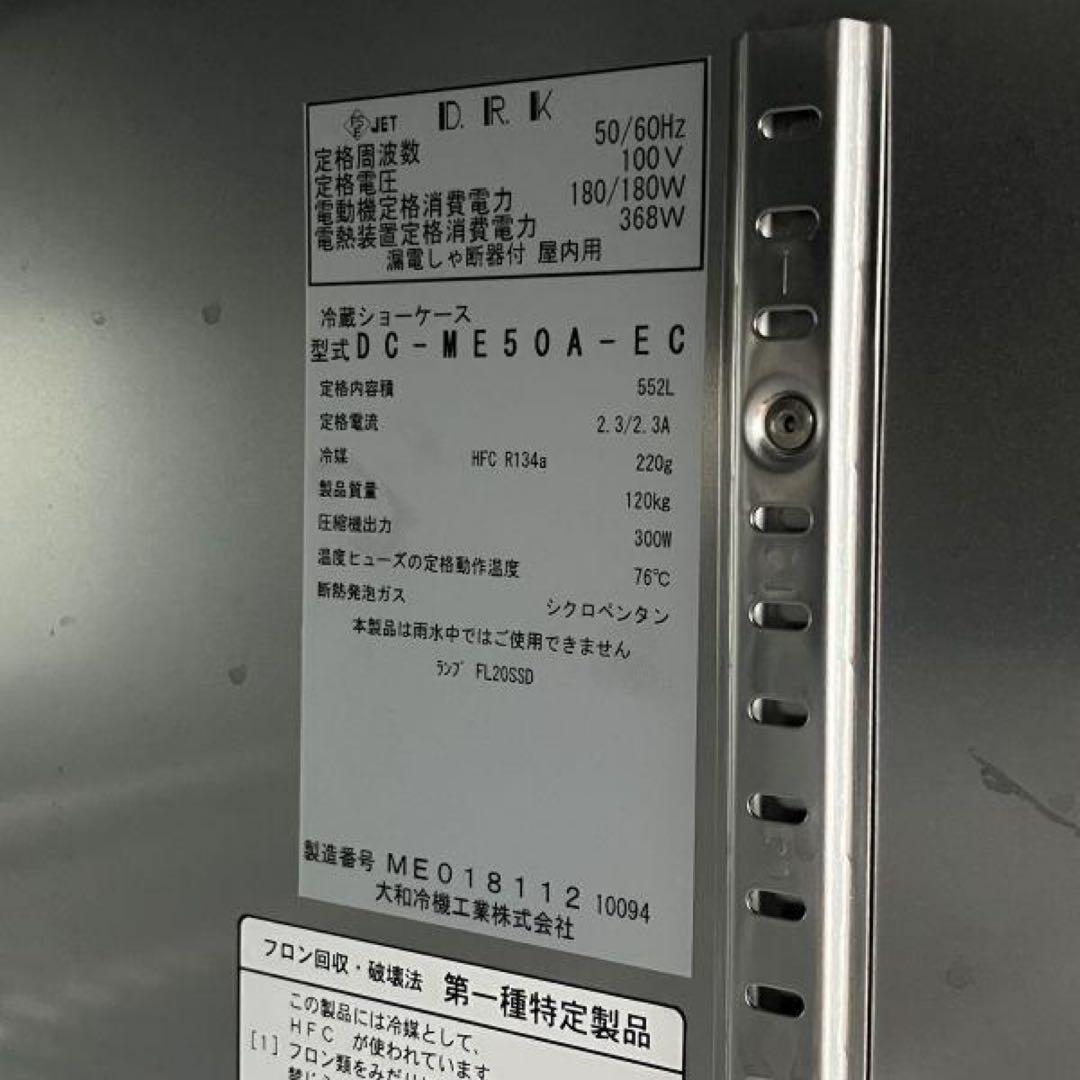 PSE JET D.R.K
定格周波数 50/60Hz
定格電圧 100V
電動機定格消費電力 180/180W
電熱装置定格消費電力 368W
漏電しゃ断器付 屋内用
冷蔵ショーケース
型式 DC-ME50A-EC
定格内容積 552L
定格電流 2.3/2.3A
冷媒 HFC R134a 220g
製品質量 120kg
圧縮機出力 300W
温度ヒューズの定格動作温度 76℃
断熱発泡ガス シクロペンタン
本製品は雨水中ではご使用できません
ランプ FL20SSD
製造番号 ME018112 10094
大和冷機工業株式会社
フロン回収・破壊法 第一種特定製品
この製品には冷媒として、
HFC が使われています
[1] フロン類をみだりに